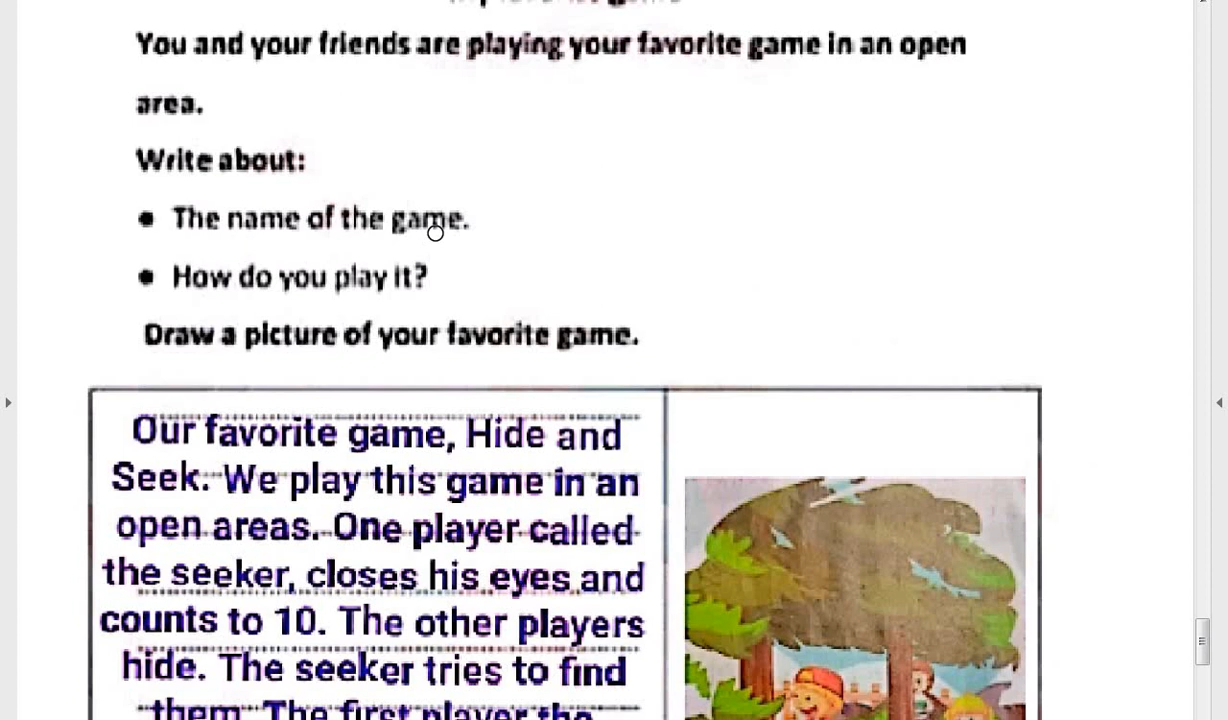 You and your friends are playing your favorite game in an open
area.
Write about:
• The name of the game.
• How do you play it?
Draw a picture of your favorite game.
Our favorite game, Hide and
Seek. We play this game in an
open areas. One player called
the seeker, closes his eyes and
counts to 10. The other players
hide. The seeker tries to find
them The first player the